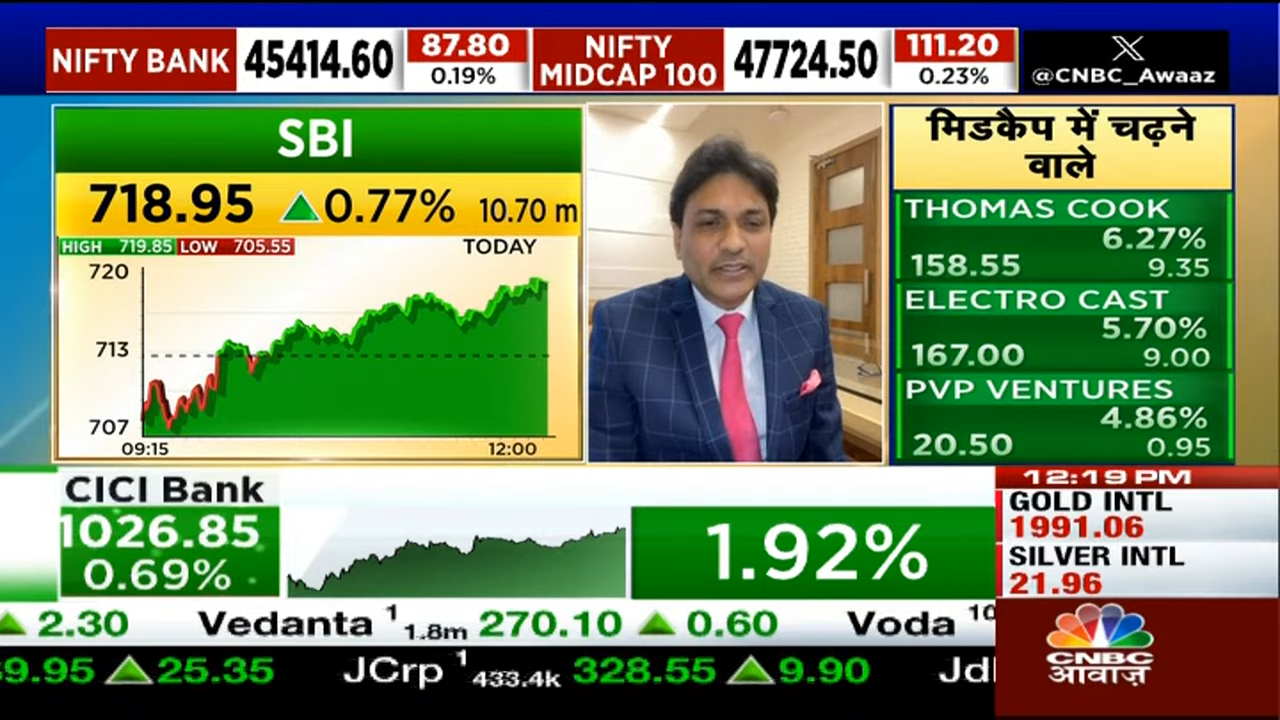 NIFTY BANK
45414.60
87.80
0.19%
NIFTY
MIDCAP 100
47724.50
111.20
0.23%
X
@CNBC_Awaaz
SBI
718.95 ▲0.77% 10.70 m
HIGH 719.85 LOW 705.55 TODAY
720
713
707
09:15 12:00
मिडकैप में चढ़ने
वाले
THOMAS COOK
6.27%
158.55 9.35
ELECTRO CAST
5.70%
167.00 9.00
PVP VENTURES
4.86%
20.50 0.95
CICI Bank
1026.85
0.69%
1.92%
12:19 PM
GOLD INTL
1991.06
SILVER INTL
21.96
▲ 2.30 Vedanta 1 1.8m 270.10 ▲ 0.60 Voda 10
9.95 ▲25.35 JCrp 1 433.4k 328.55 ▲9.90 Jdl
CNBC
आवाज़